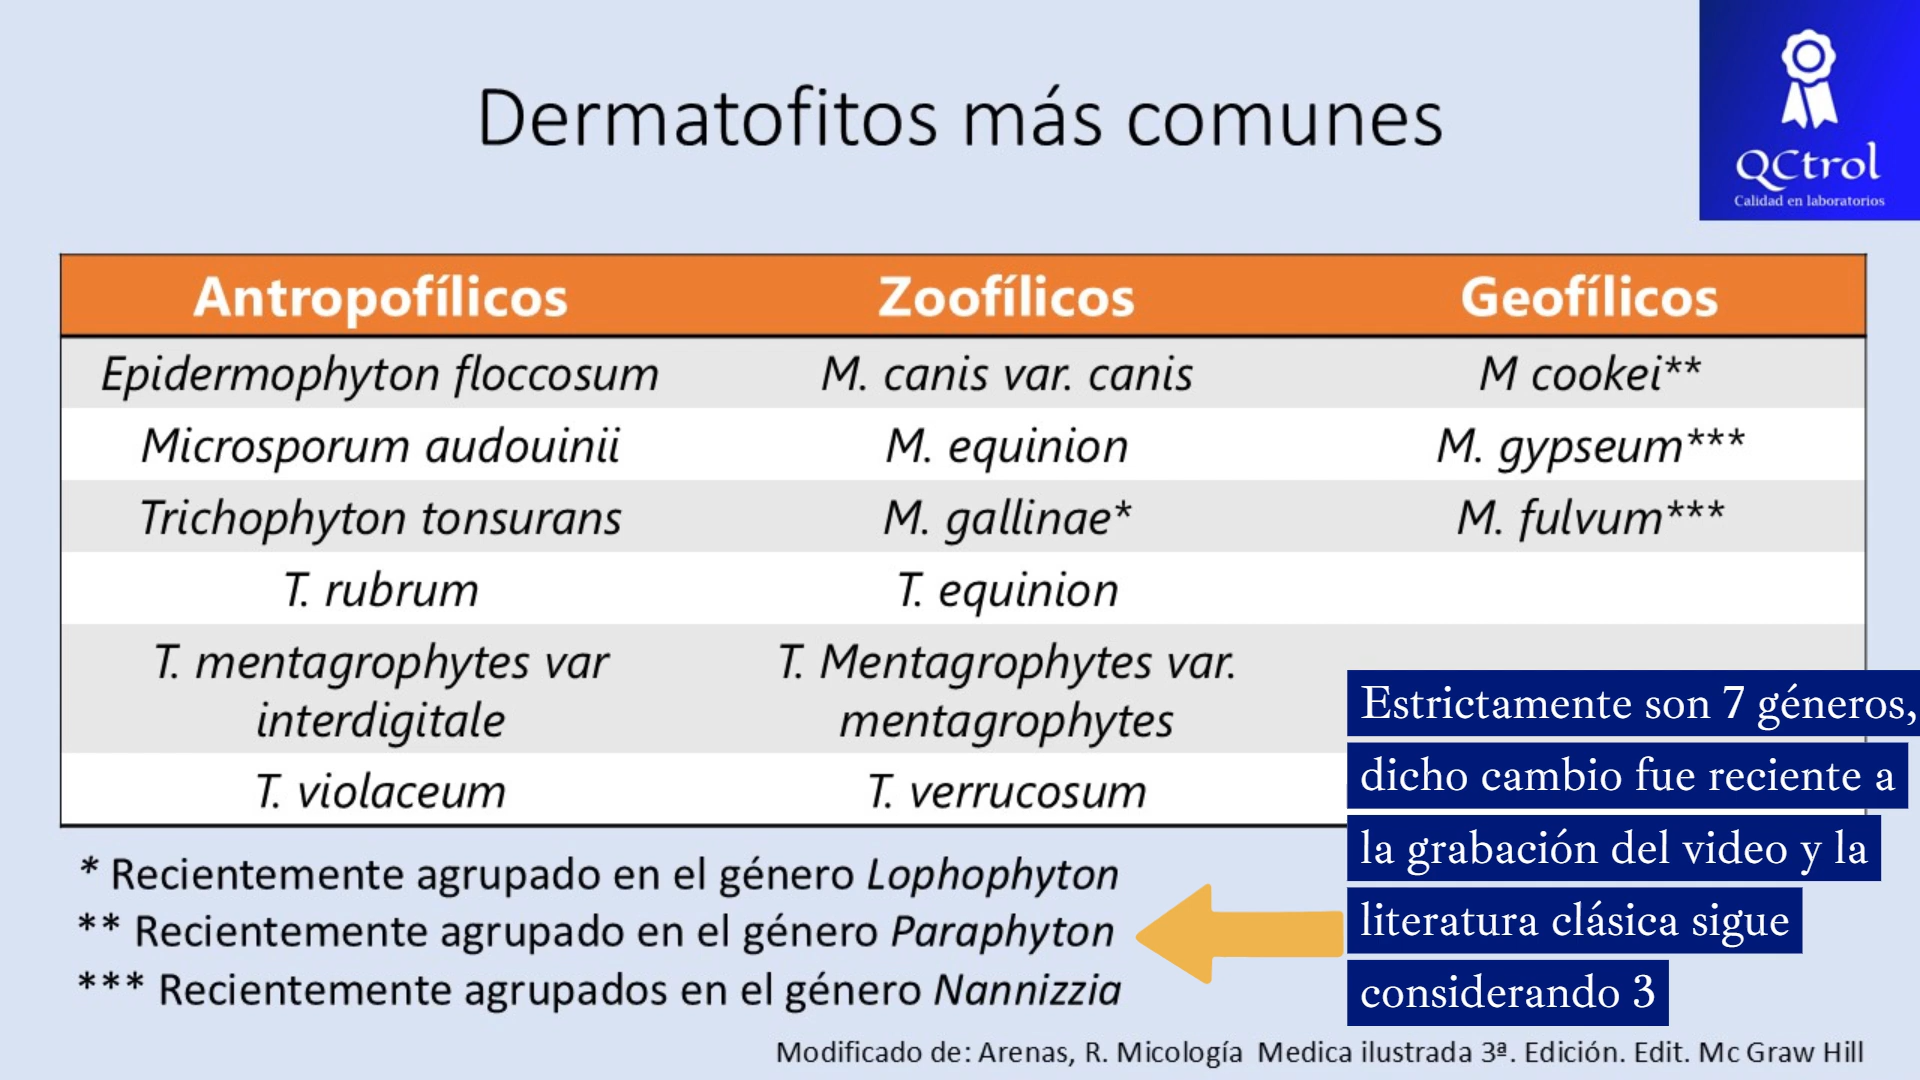 QCtrol
Calidad en laboratorios
Dermatofitos más comunes
Antropofílicos Zoofílicos Geofílicos
Epidermophyton floccosum M. canis var. canis M cookei**
Microsporum audouinii M. equinion M. gypseum***
Trichophyton tonsurans M. gallinae* M. fulvum***
T. rubrum T. equinion
T. mentagrophytes var T. Mentagrophytes var.
interdigitale mentagrophytes
T. violaceum T. verrucosum
Estrictamente son 7 géneros,
dicho cambio fue reciente a
la grabación del video y la
literatura clásica sigue
considerando 3
* Recientemente agrupado en el género Lophophyton
** Recientemente agrupado en el género Paraphyton
*** Recientemente agrupados en el género Nannizzia
Modificado de: Arenas, R. Micología Medica ilustrada 3ª. Edición. Edit. Mc Graw Hill